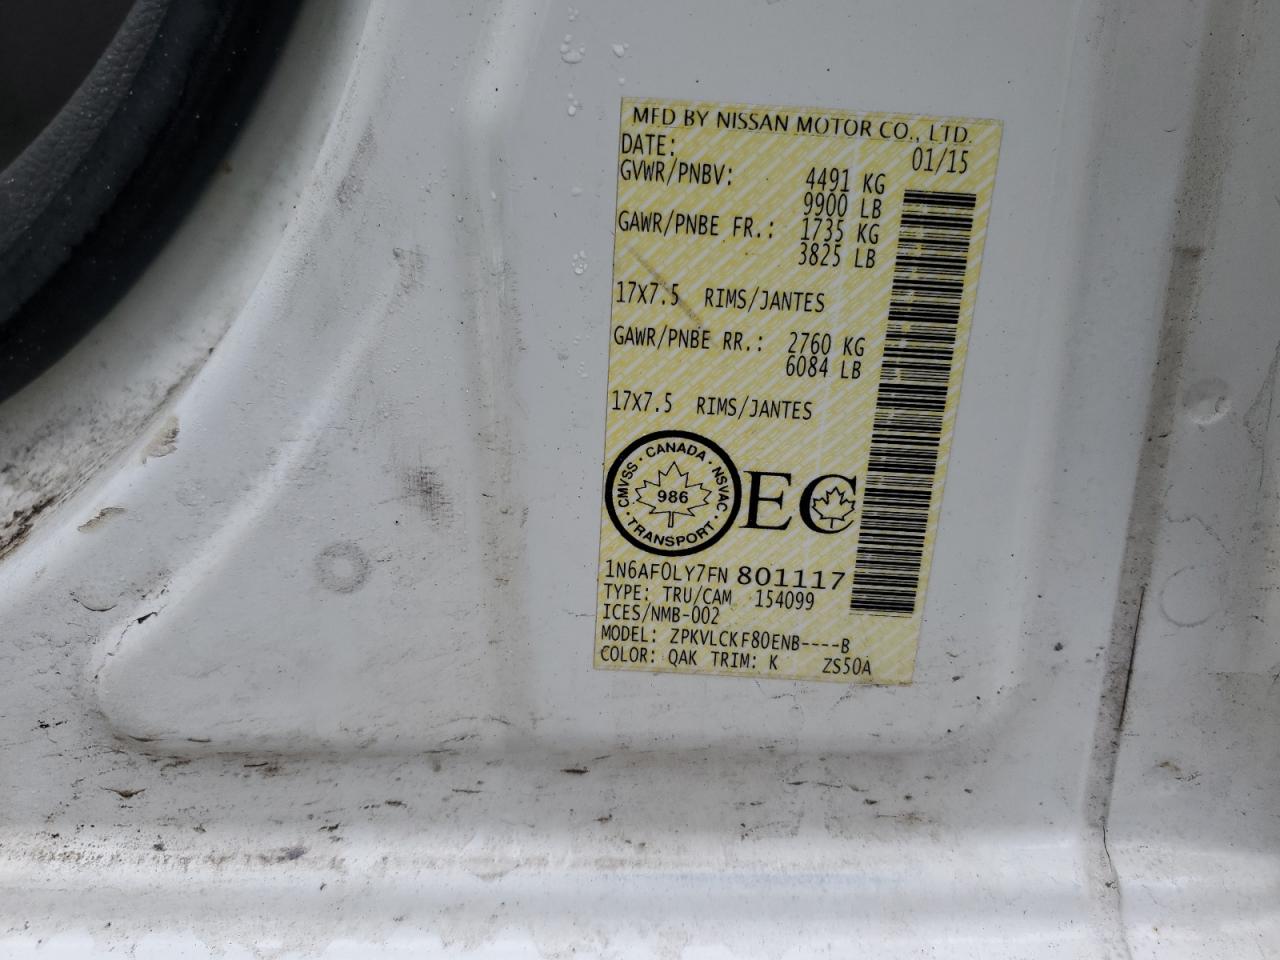 MFD BY NISSAN MOTOR CO., LTD.
DATE: 01/15
GVWR/PNBV: 4491 KG
9900 LB
GAWR/PNBE FR.: 1735 KG
3825 LB
17X7.5 RIMS/JANTES
GAWR/PNBE RR.: 2760 KG
6084 LB
17X7.5 RIMS/JANTES
CMVSS · CANADA · NSVAC · TRANSPORT ·
986
EC
1N6AF0LY7FN 801117
TYPE: TRU/CAM 154099
ICES/NMB-002
MODEL: ZPKVLCKF80ENB----B
COLOR: QAK TRIM: K ZS50A